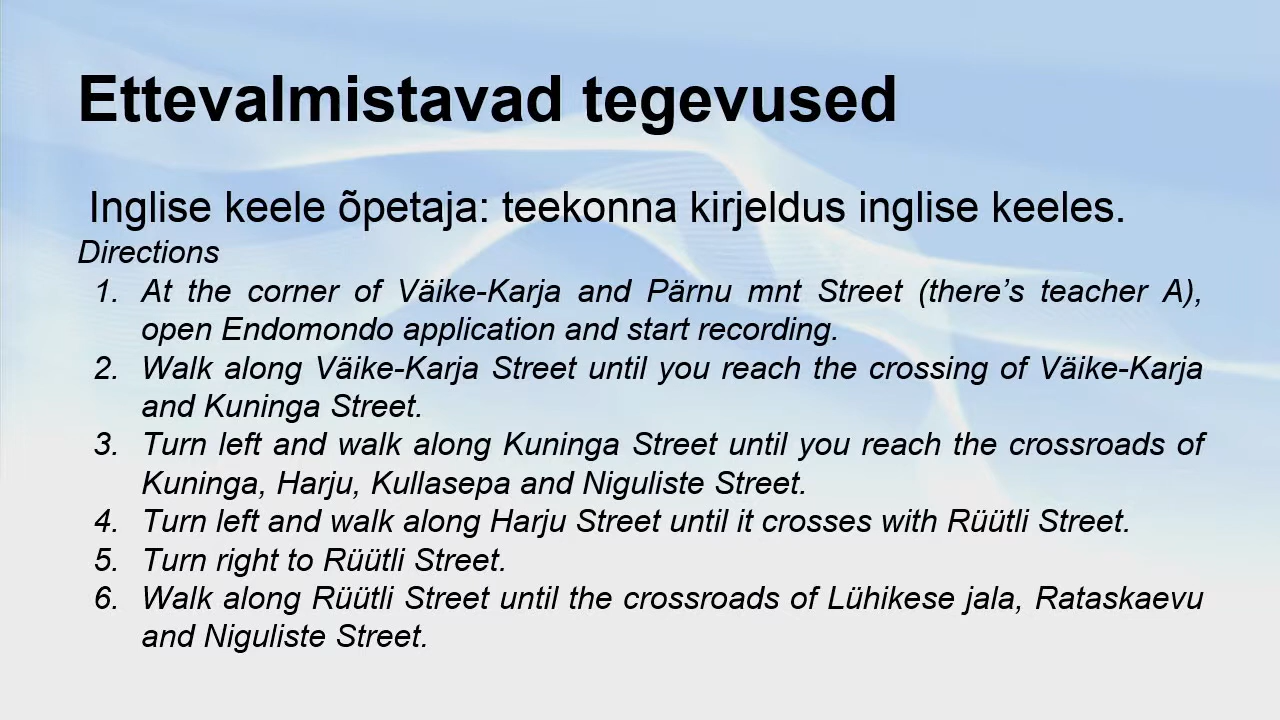 Ettevalmistavad tegevused
Inglise keele õpetaja: teekonna kirjeldus inglise keeles.
Directions
1. At the corner of Väike-Karja and Pärnu mnt Street (there’s teacher A),
open Endomondo application and start recording.
2. Walk along Väike-Karja Street until you reach the crossing of Väike-Karja
and Kuninga Street.
3. Turn left and walk along Kuninga Street until you reach the crossroads of
Kuninga, Harju, Kullasepa and Niguliste Street.
4. Turn left and walk along Harju Street until it crosses with Rüütli Street.
5. Turn right to Rüütli Street.
6. Walk along Rüütli Street until the crossroads of Lühikese jala, Rataskaevu
and Niguliste Street.